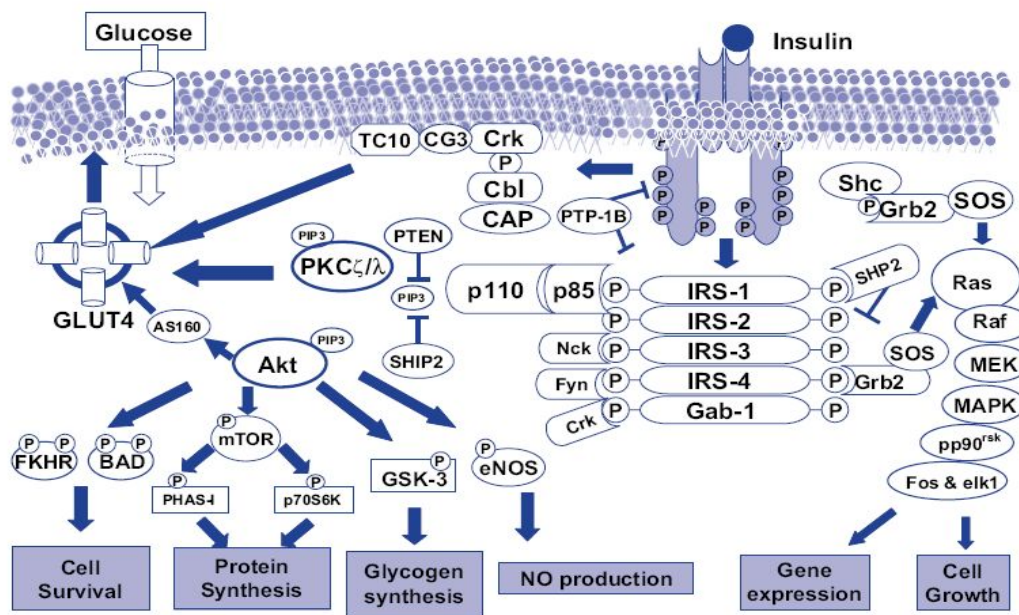 Glucose
Insulin
TC10
CG3
Crk
P
Cbl
CAP
PTP-1B
P
P
P
P
P
P
P
P
P
P
P
P
P
P
Shc
P
Grb2
SOS
PIP3
PKCζ/λ
PTEN
PIP3
SHIP2
GLUT4
AS160
Akt
PIP3
p110
p85
P
IRS-1
P
SHP2
P
IRS-2
P
Nck
P
IRS-3
P
SOS
Fyn
P
IRS-4
P
Grb2
Crk
P
Gab-1
P
Ras
Raf
MEK
MAPK
pp90rsk
Fos & elk1
P
P
FKHR
P
P
BAD
P
mTOR
P
PHAS-I
P
p70S6K
P
GSK-3
P
eNOS
Cell
Survival
Protein
Synthesis
Glycogen
synthesis
NO production
Gene
expression
Cell
Growth